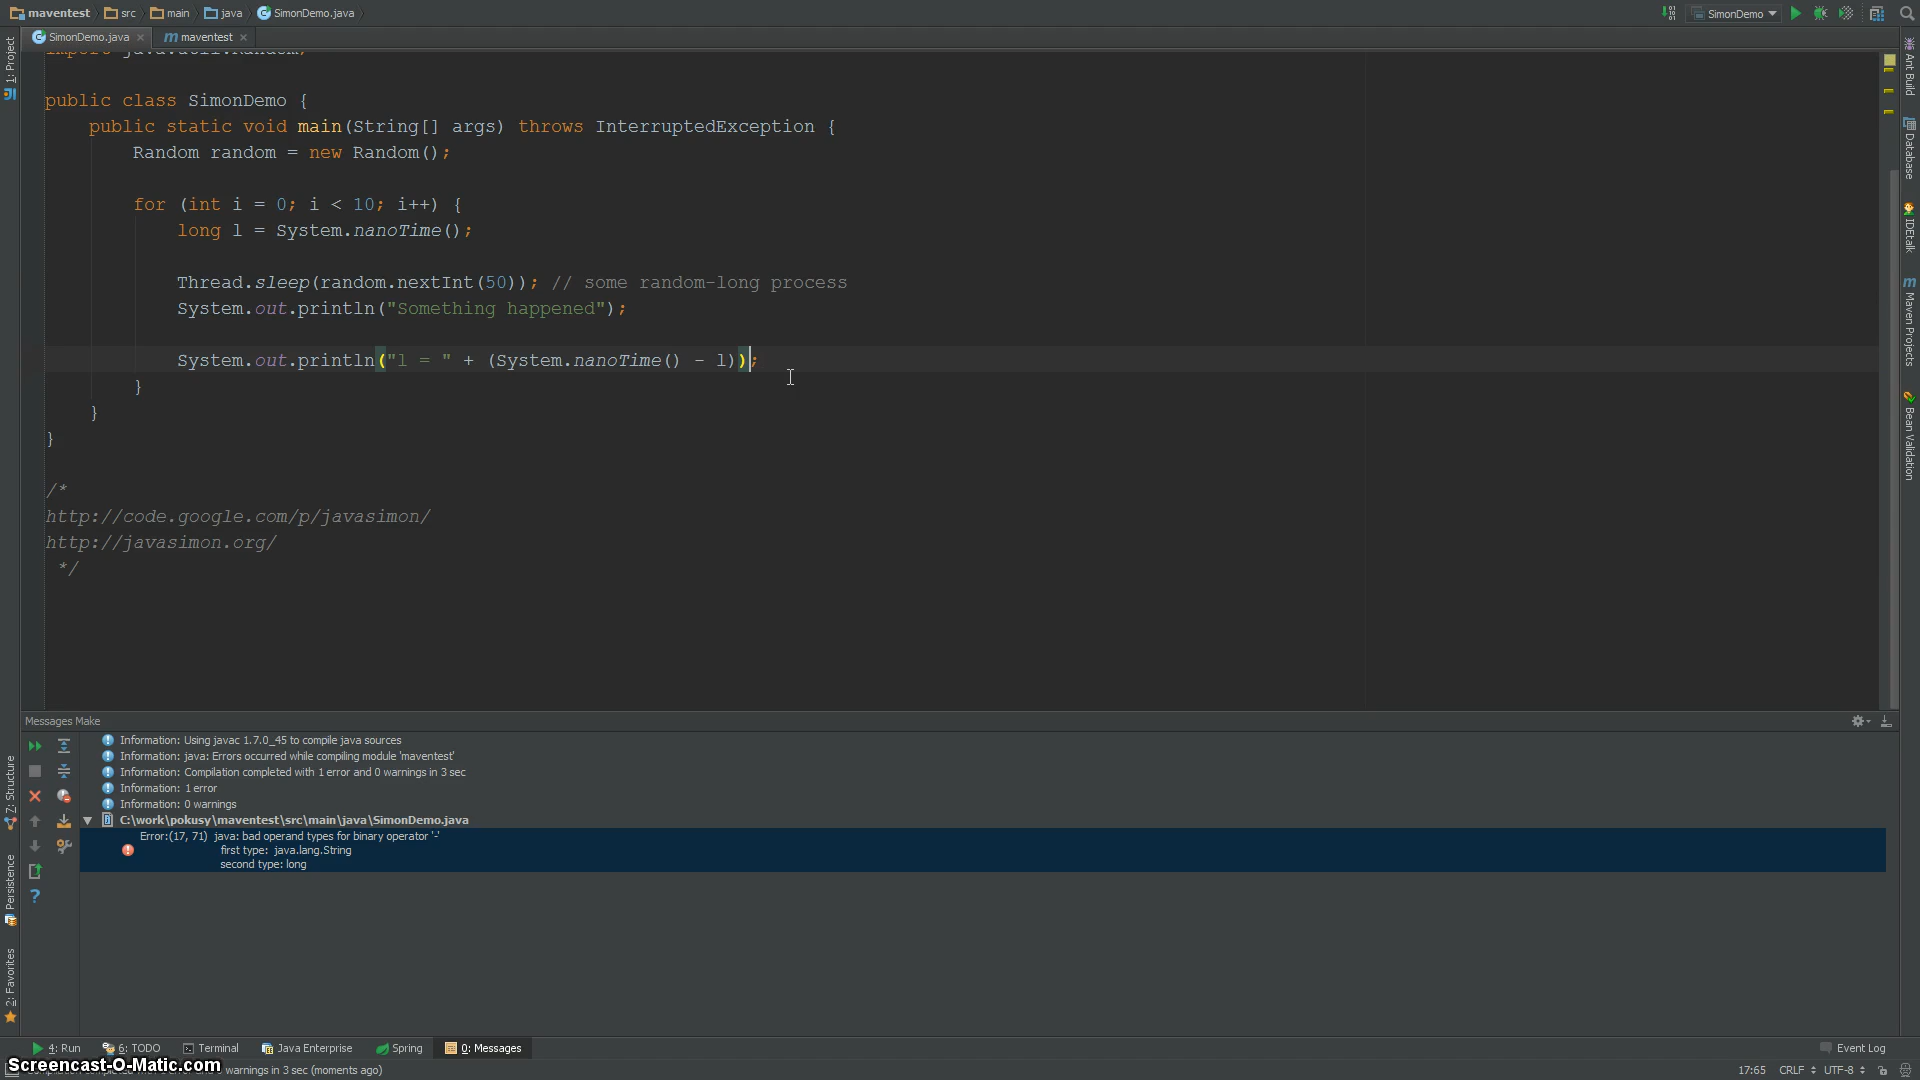 maventest src main java SimonDemo.java
SimonDemo
SimonDemo.java maventest
public class SimonDemo {
public static void main(String[] args) throws InterruptedException {
Random random = new Random();
for (int i = 0; i < 10; i++) {
long l = System.nanoTime();
Thread.sleep(random.nextInt(50)); // some random-long process
System.out.println("Something happened");
System.out.println("l = " + (System.nanoTime() - l));
}
}
}
/*
http://code.google.com/p/javasimon/
http://javasimon.org/
*/
1: Project
Z: Structure
Persistence
2: Favorites
Ant Build
Database
IDEtalk
Maven Projects
Bean Validation
Messages Make
Information: Using javac 1.7.0_45 to compile java sources
Information: java: Errors occurred while compiling module 'maventest'
Information: Compilation completed with 1 error and 0 warnings in 3 sec
Information: 1 error
Information: 0 warnings
C:\work\pokusy\maventest\src\main\java\SimonDemo.java
Error:(17, 71) java: bad operand types for binary operator '-'
first type: java.lang.String
second type: long
4: Run 6: TODO Terminal Java Enterprise Spring 0: Messages Event Log
Screencast-O-Matic.com
warnings in 3 sec (moments ago) 17:65 CRLF UTF-8